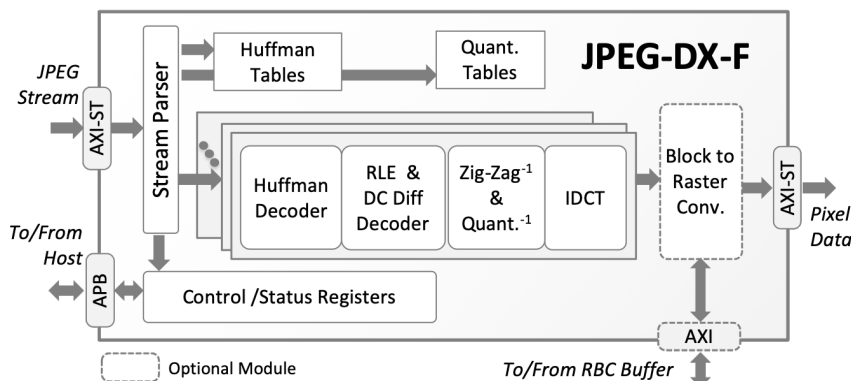 JPEG-DX-F
JPEG
Stream
AXI-ST
Stream Parser
Huffman
Tables
Quant.
Tables
Huffman
Decoder
RLE &
DC Diff
Decoder
Zig-Zag⁻¹
&
Quant.⁻¹
IDCT
Block to
Raster
Conv.
AXI-ST
Pixel
Data
To/From
Host
APB
Control /Status Registers
AXI
Optional Module
To/From RBC Buffer